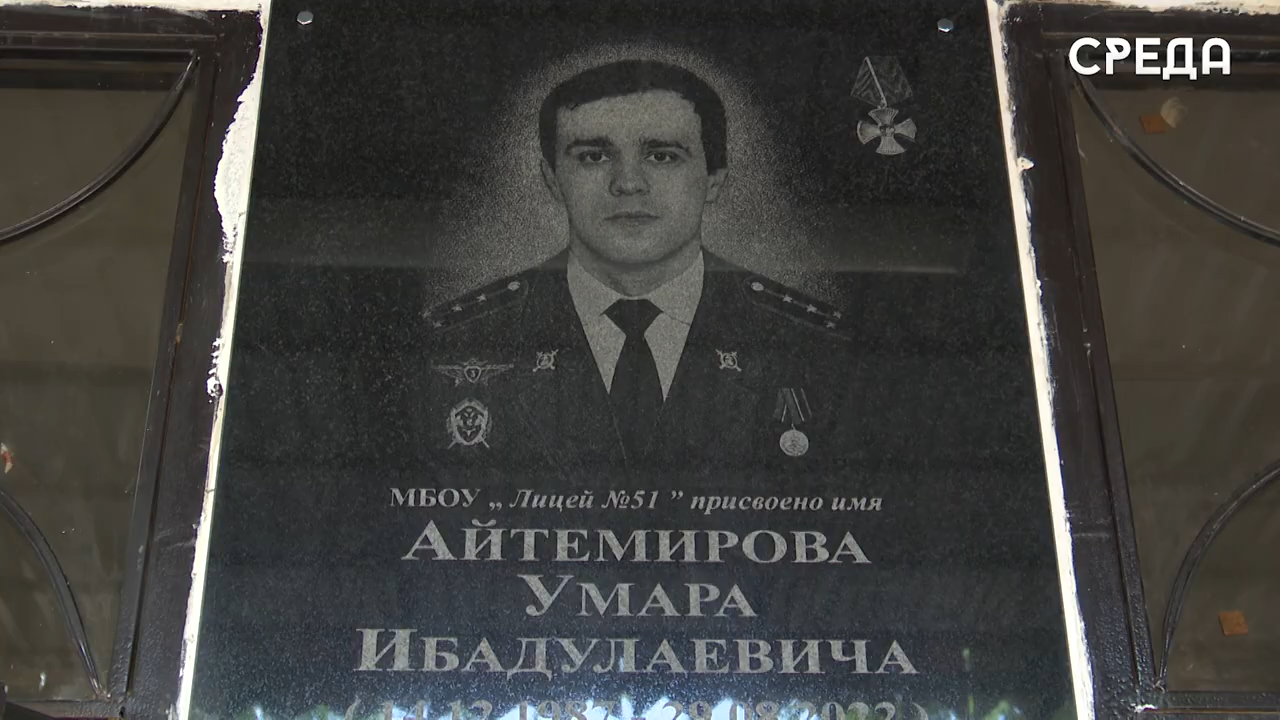 СРЕДА
МБОУ „ Лицей №51 ” присвоено имя
АЙТЕМИРОВА
УМАРА
ИБАДУЛАЕВИЧА